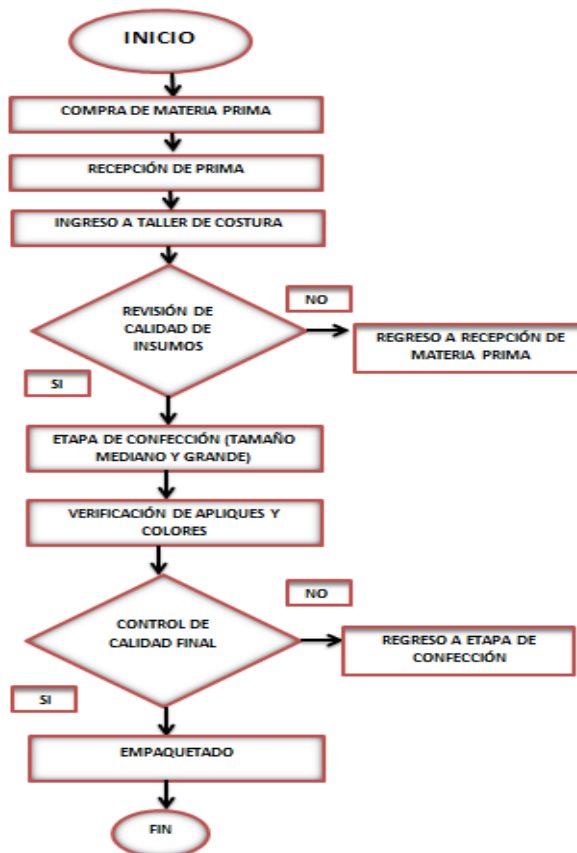 INICIO
COMPRA DE MATERIA PRIMA
RECEPCIÓN DE PRIMA
INGRESO A TALLER DE COSTURA
REVISIÓN DE
CALIDAD DE
INSUMOS
NO
REGRESO A RECEPCIÓN DE
MATERIA PRIMA
SI
ETAPA DE CONFECCIÓN (TAMAÑO
MEDIANO Y GRANDE)
VERIFICACIÓN DE APLIQUES Y
COLORES
CONTROL DE
CALIDAD FINAL
NO
REGRESO A ETAPA DE
CONFECCIÓN
SI
EMPAQUETADO
FIN